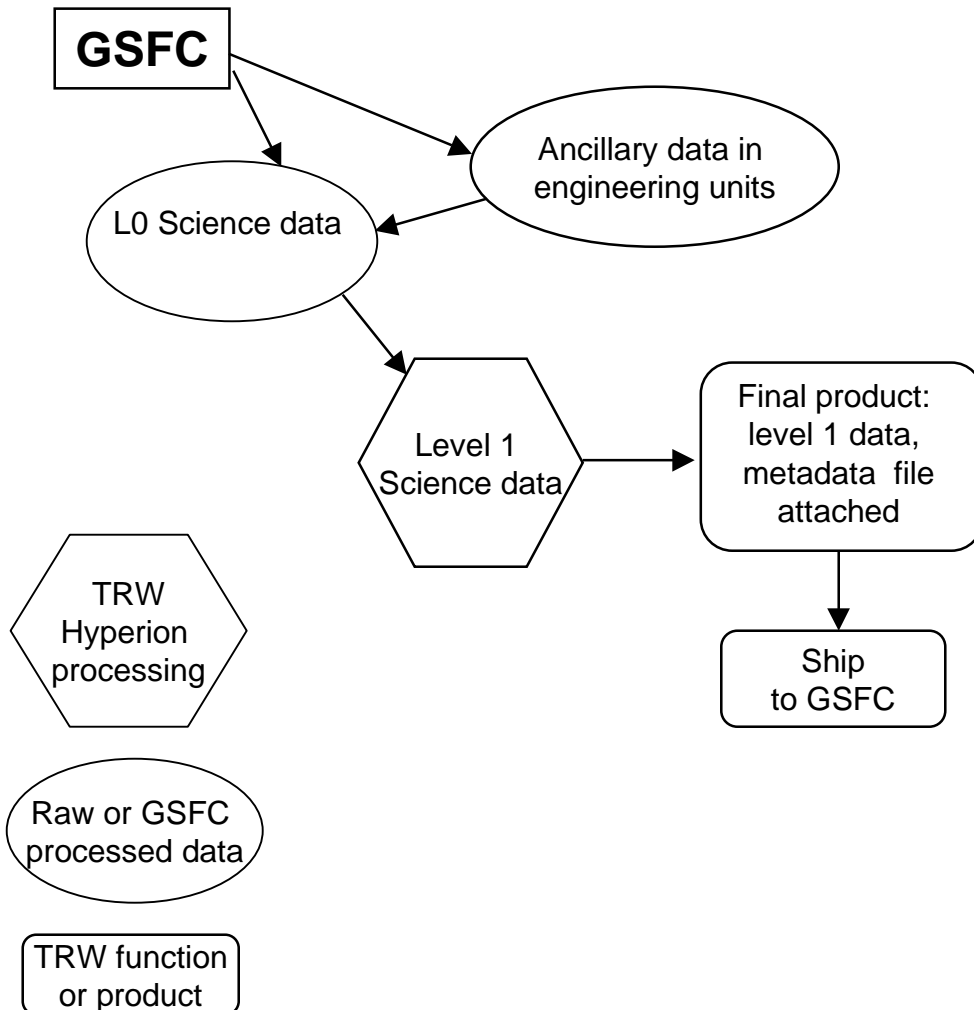 GSFC
Ancillary data in
engineering units
L0 Science data
Level 1
Science data
Final product:
level 1 data,
metadada file
attached
Ship
to GSFC
TRW
Hyperion
processing
Raw or GSFC
processed data
TRW function
or product